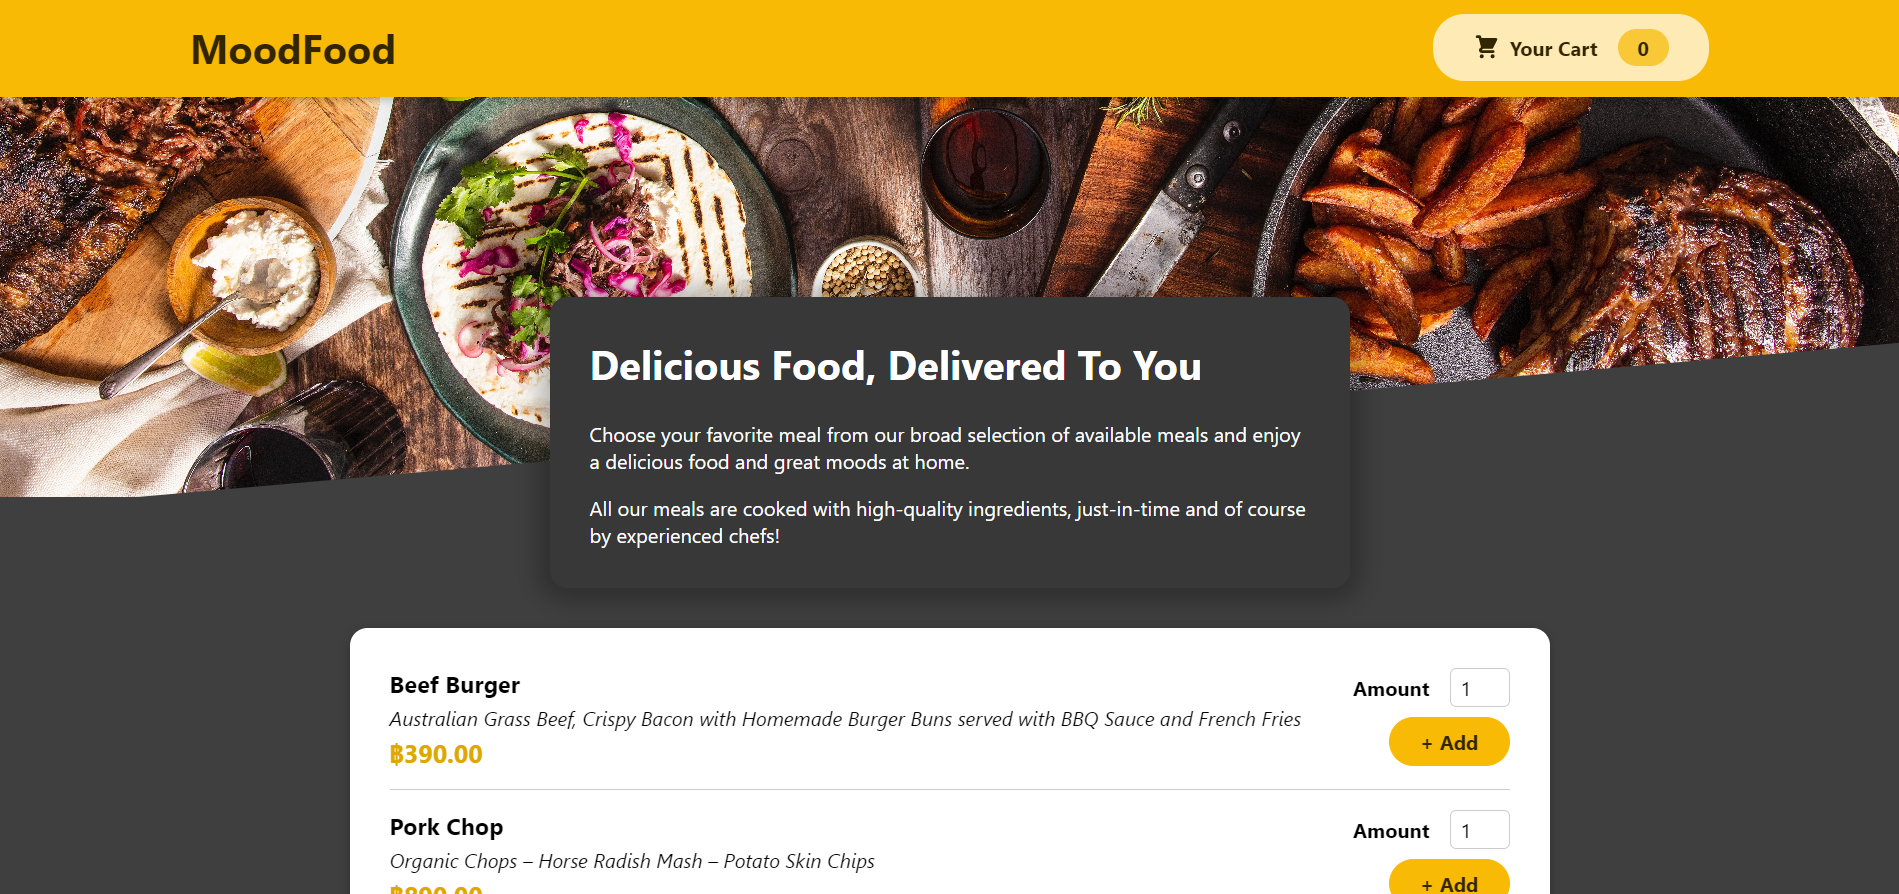 MoodFood
Your Cart 0
Delicious Food, Delivered To You
Choose your favorite meal from our broad selection of available meals and enjoy
a delicious food and great moods at home.
All our meals are cooked with high-quality ingredients, just-in-time and of course
by experienced chefs!
Beef Burger
Amount 1
Australian Grass Beef, Crispy Bacon with Homemade Burger Buns served with BBQ Sauce and French Fries
฿390.00
+ Add
Pork Chop
Amount 1
Organic Chops – Horse Radish Mash – Potato Skin Chips
+ Add